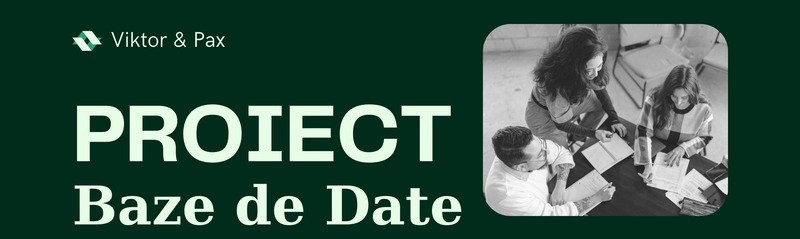 Viktor & Pax
PROIECT
Baze de Date